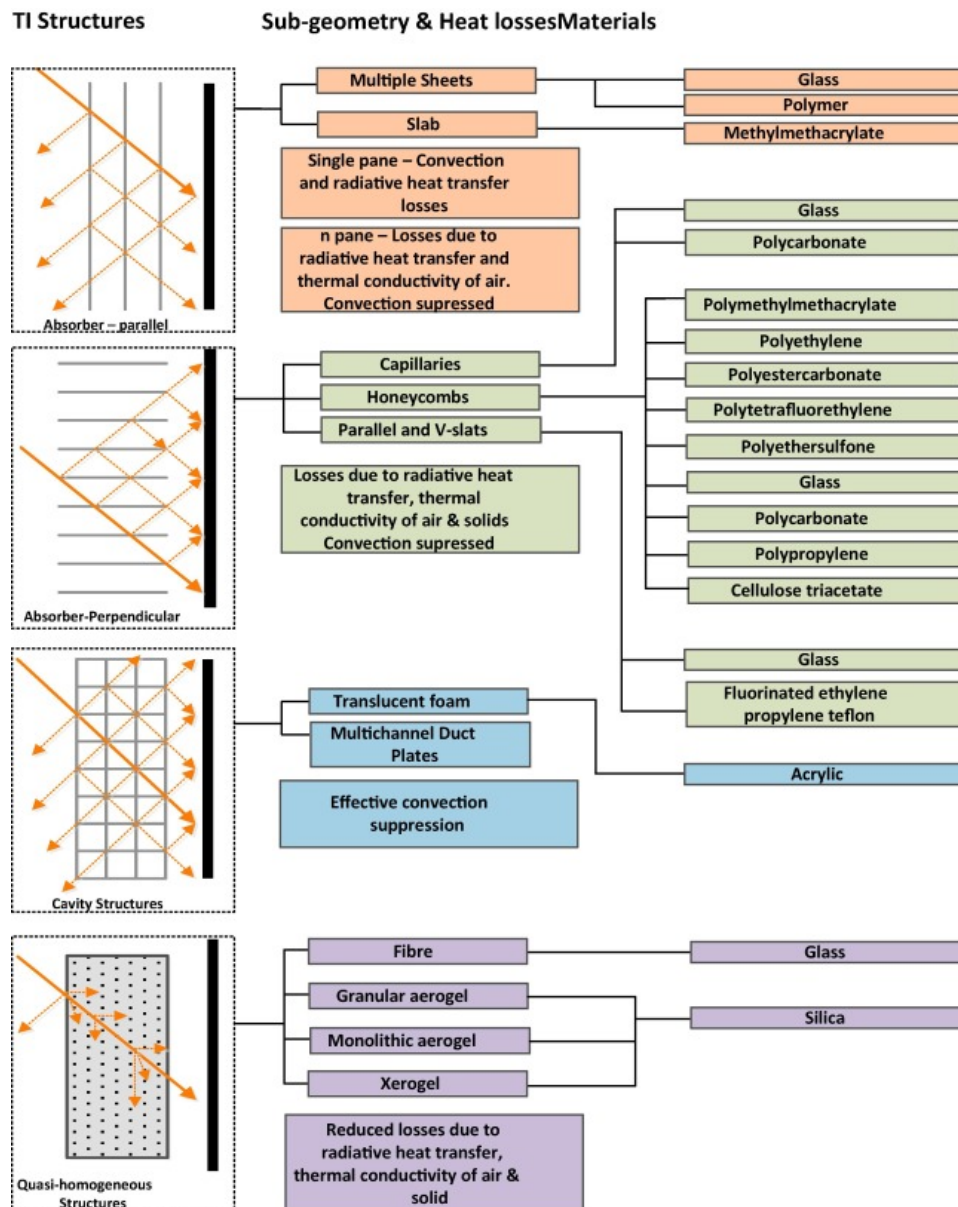 TI Structures
Sub-geometry & Heat lossesMaterials
Absorber – parallel
Multiple Sheets
Slab
Single pane – Convection
and radiative heat transfer
losses
n pane – Losses due to
radiative heat transfer and
thermal conductivity of air.
Convection supressed
Glass
Polymer
Methylmethacrylate
Absorber-Perpendicular
Capillaries
Honeycombs
Parallel and V-slats
Losses due to radiative heat
transfer, thermal
conductivity of air & solids
Convection supressed
Glass
Polycarbonate
Polymethylmethacrylate
Polyethylene
Polyestercarbonate
Polytetrafluorethylene
Polyethersulfone
Glass
Polycarbonate
Polypropylene
Cellulose triacetate
Glass
Fluorinated ethylene
propylene teflon
Cavity Structures
Translucent foam
Multichannel Duct
Plates
Effective convection
suppression
Acrylic
Quasi-homogeneous
Structures
Fibre
Granular aerogel
Monolithic aerogel
Xerogel
Reduced losses due to
radiative heat transfer,
thermal conductivity of air &
solid
Glass
Silica